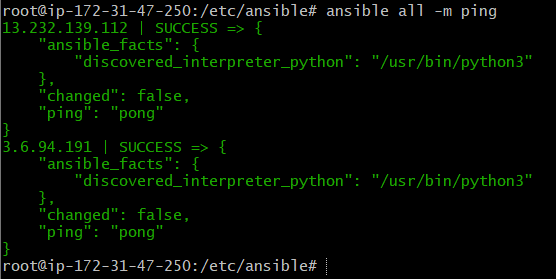 root@ip-172-31-47-250:/etc/ansible# ansible all -m ping
13.232.139.112 | SUCCESS => {
    "ansible_facts": {
        "discovered_interpreter_python": "/usr/bin/python3"
    },
    "changed": false,
    "ping": "pong"
}
3.6.94.191 | SUCCESS => {
    "ansible_facts": {
        "discovered_interpreter_python": "/usr/bin/python3"
    },
    "changed": false,
    "ping": "pong"
}
root@ip-172-31-47-250:/etc/ansible#